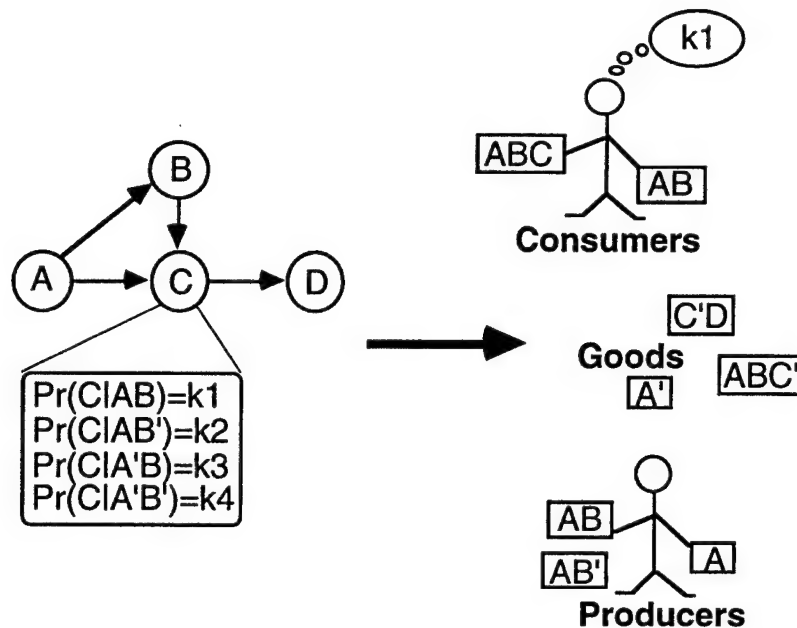 B
A
C
D
Pr(C|AB)=k1
Pr(C|AB')=k2
Pr(C|A'B)=k3
Pr(C|A'B')=k4
k1
ABC
AB
Consumers
C'D
Goods
ABC'
A'
AB
A
AB'
Producers